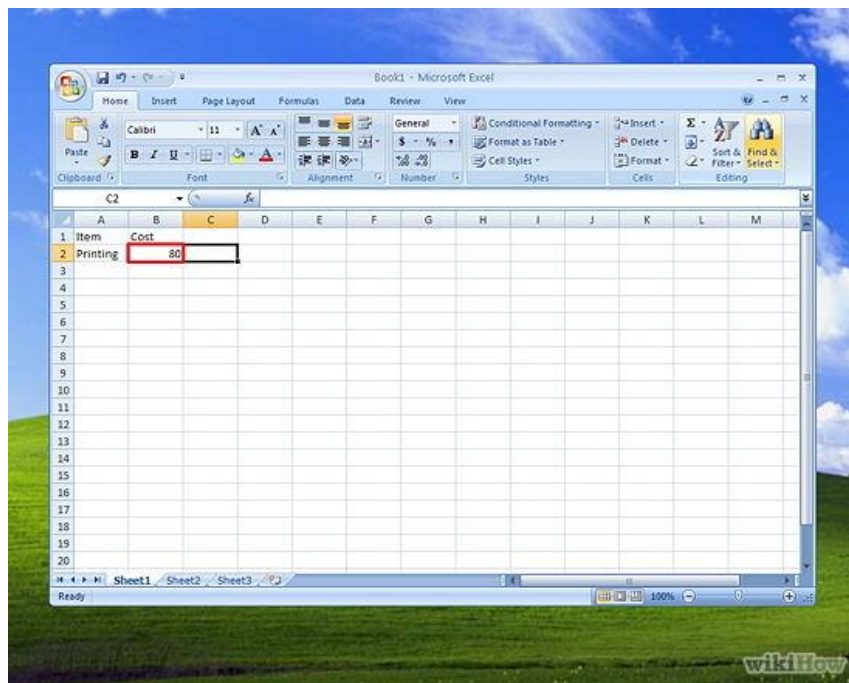 Book1 - Microsoft Excel
Home Insert Page Layout Formulas Data Review View
Paste
Clipboard
Calibri 11 A A
B I U A
Font
Alignment
General
$ % ,
Number
Conditional Formatting
Format as Table
Cell Styles
Styles
Insert
Delete
Format
Cells
Σ
Sort & Filter
Find & Select
Editing
C2 fx
A B C D E F G H I J K L M
1 Item Cost
2 Printing 80
3
4
5
6
7
8
9
10
11
12
13
14
15
16
17
18
19
20
Sheet1 Sheet2 Sheet3
Ready 100%
wikiHow